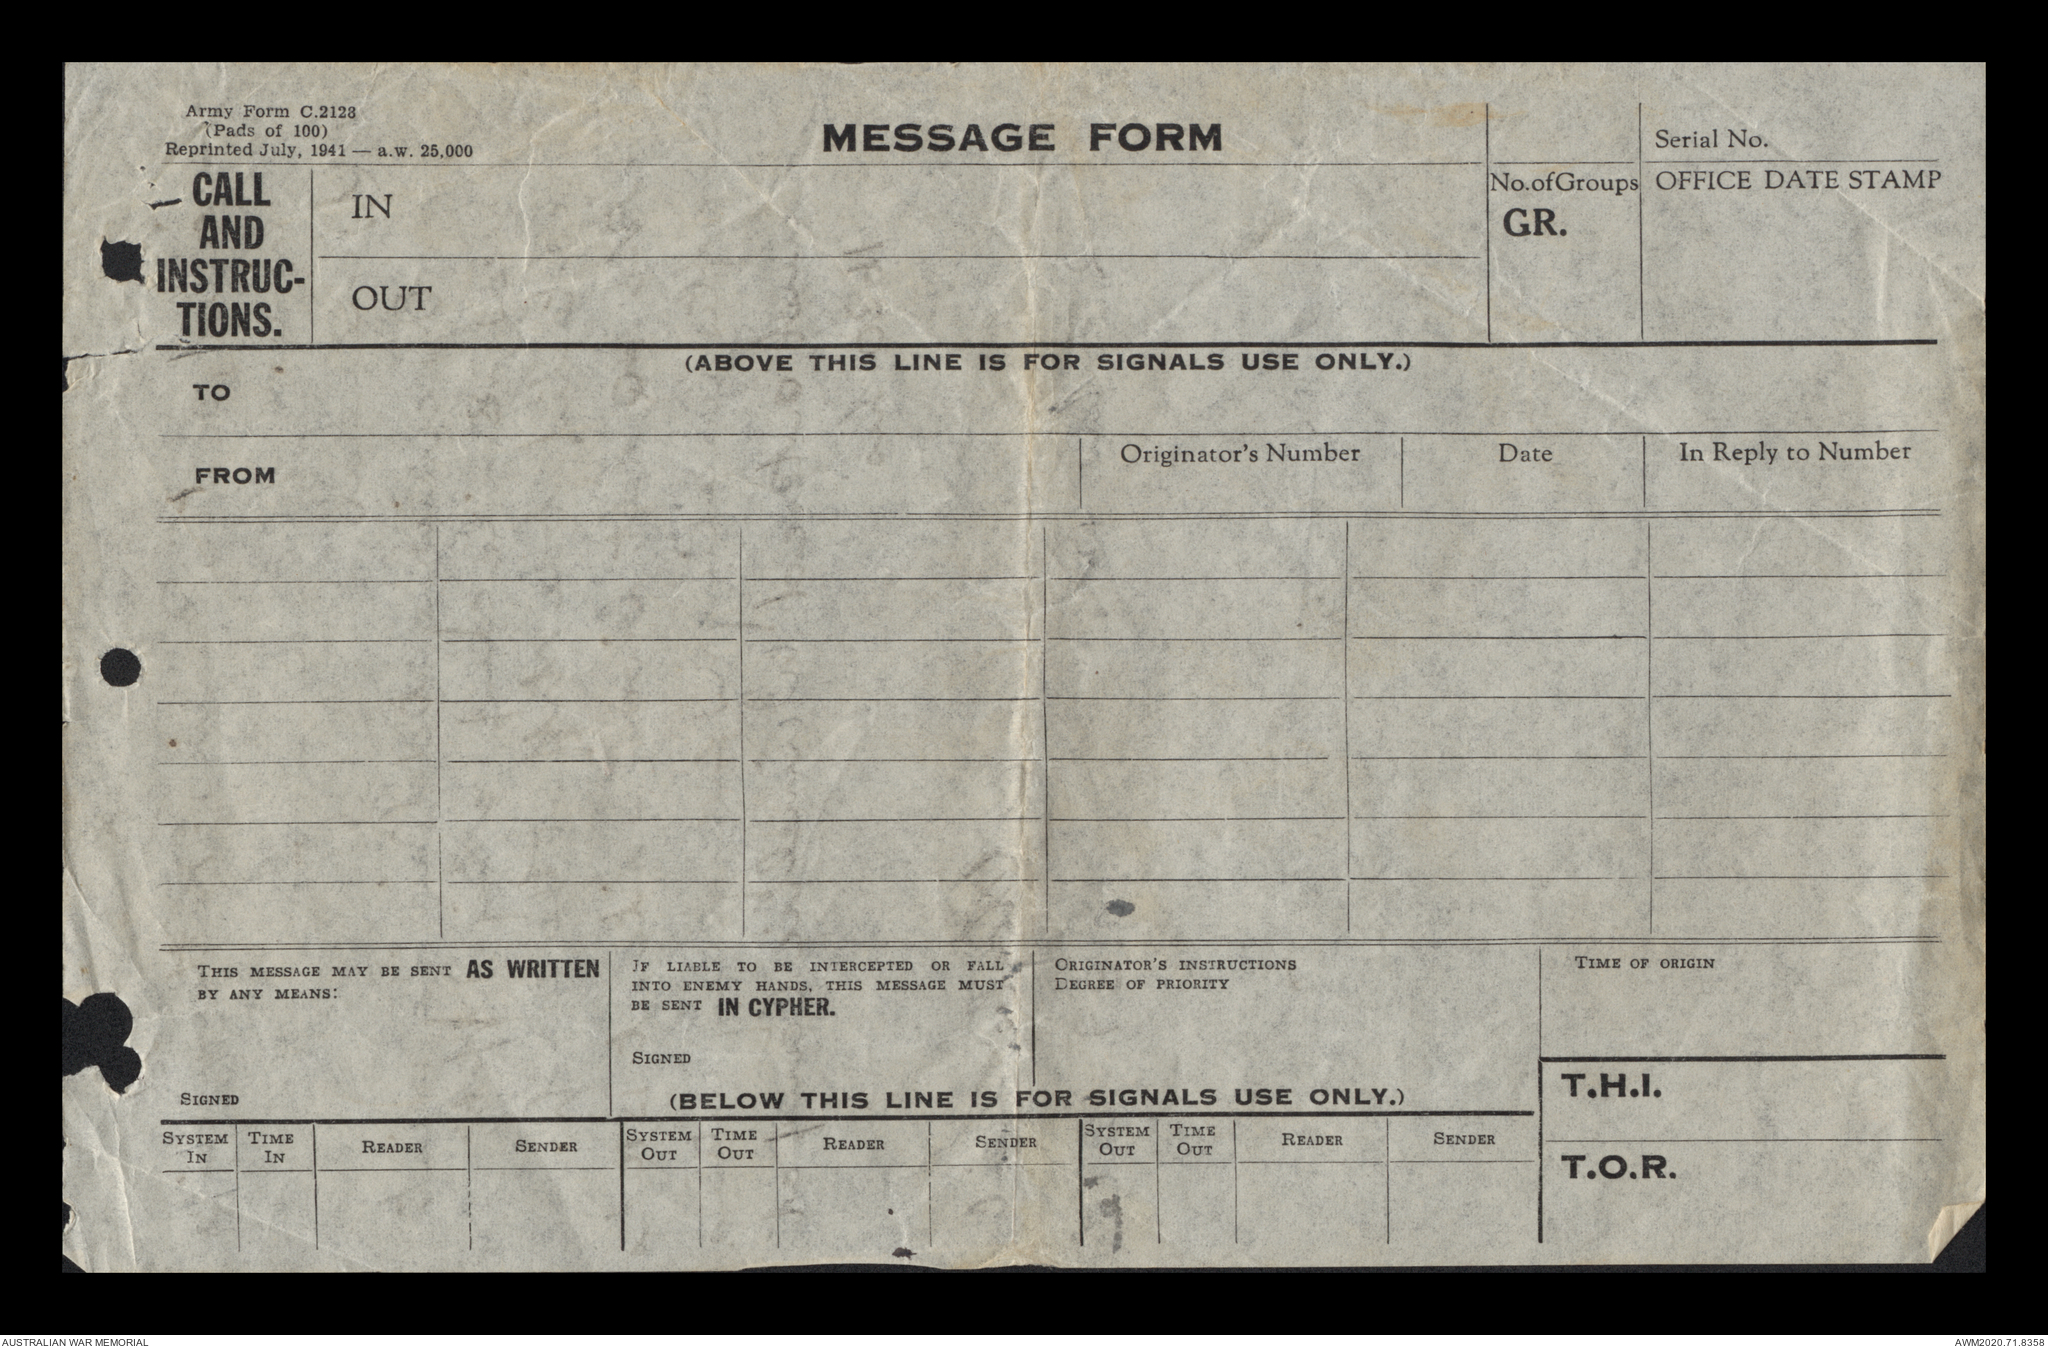 Army Form C.2128
(Pads of 100)
Reprinted July, 1941 — a.w. 25,000
MESSAGE FORM
Serial No.
CALL
AND
INSTRUC-
TIONS.
IN
OUT
No. of Groups
GR.
OFFICE DATE STAMP
(ABOVE THIS LINE IS FOR SIGNALS USE ONLY.)
TO
FROM
Originator's Number
Date
In Reply to Number
THIS MESSAGE MAY BE SENT AS WRITTEN
BY ANY MEANS:
SIGNED
IF LIABLE TO BE INTERCEPTED OR FALL
INTO ENEMY HANDS, THIS MESSAGE MUST
BE SENT IN CYPHER.
SIGNED
ORIGINATOR'S INSTRUCTIONS
DEGREE OF PRIORITY
TIME OF ORIGIN
(BELOW THIS LINE IS FOR SIGNALS USE ONLY.)
T.H.I.
T.O.R.
SYSTEM IN
TIME IN
READER
SENDER
SYSTEM OUT
TIME OUT
READER
SENDER
SYSTEM OUT
TIME OUT
READER
SENDER
AUSTRALIAN WAR MEMORIAL
AWM2020.71.8358